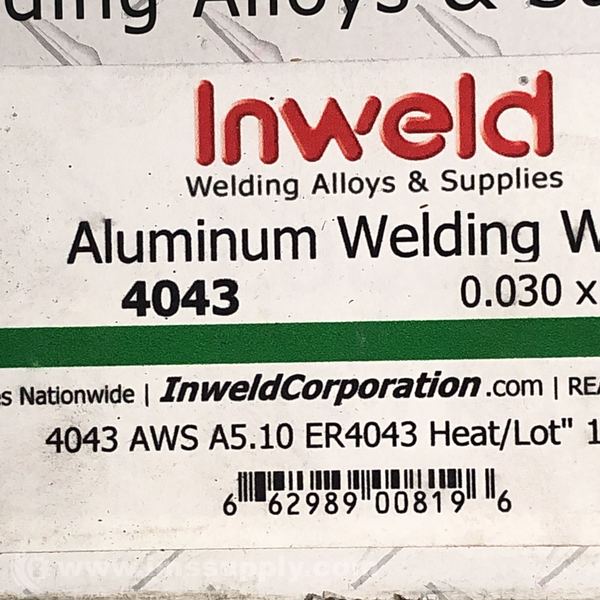 Alloys &
Inweld
Welding Alloys & Supplies
Aluminum Welding
4043 0.030 x
Nationwide | InweldCorporation.com |
4043 AWS A5.10 ER4043 Heat/Lot" 1
6 62989 00819 6